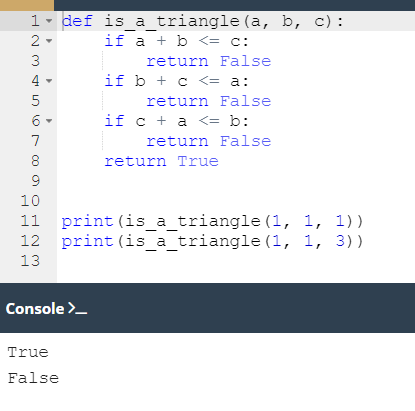 1 def is_a_triangle(a, b, c):
2     if a + b <= c:
3         return False
4     if b + c <= a:
5         return False
6     if c + a <= b:
7         return False
8     return True
9
10
11 print(is_a_triangle(1, 1, 1))
12 print(is_a_triangle(1, 1, 3))
13
Console >_
True
False